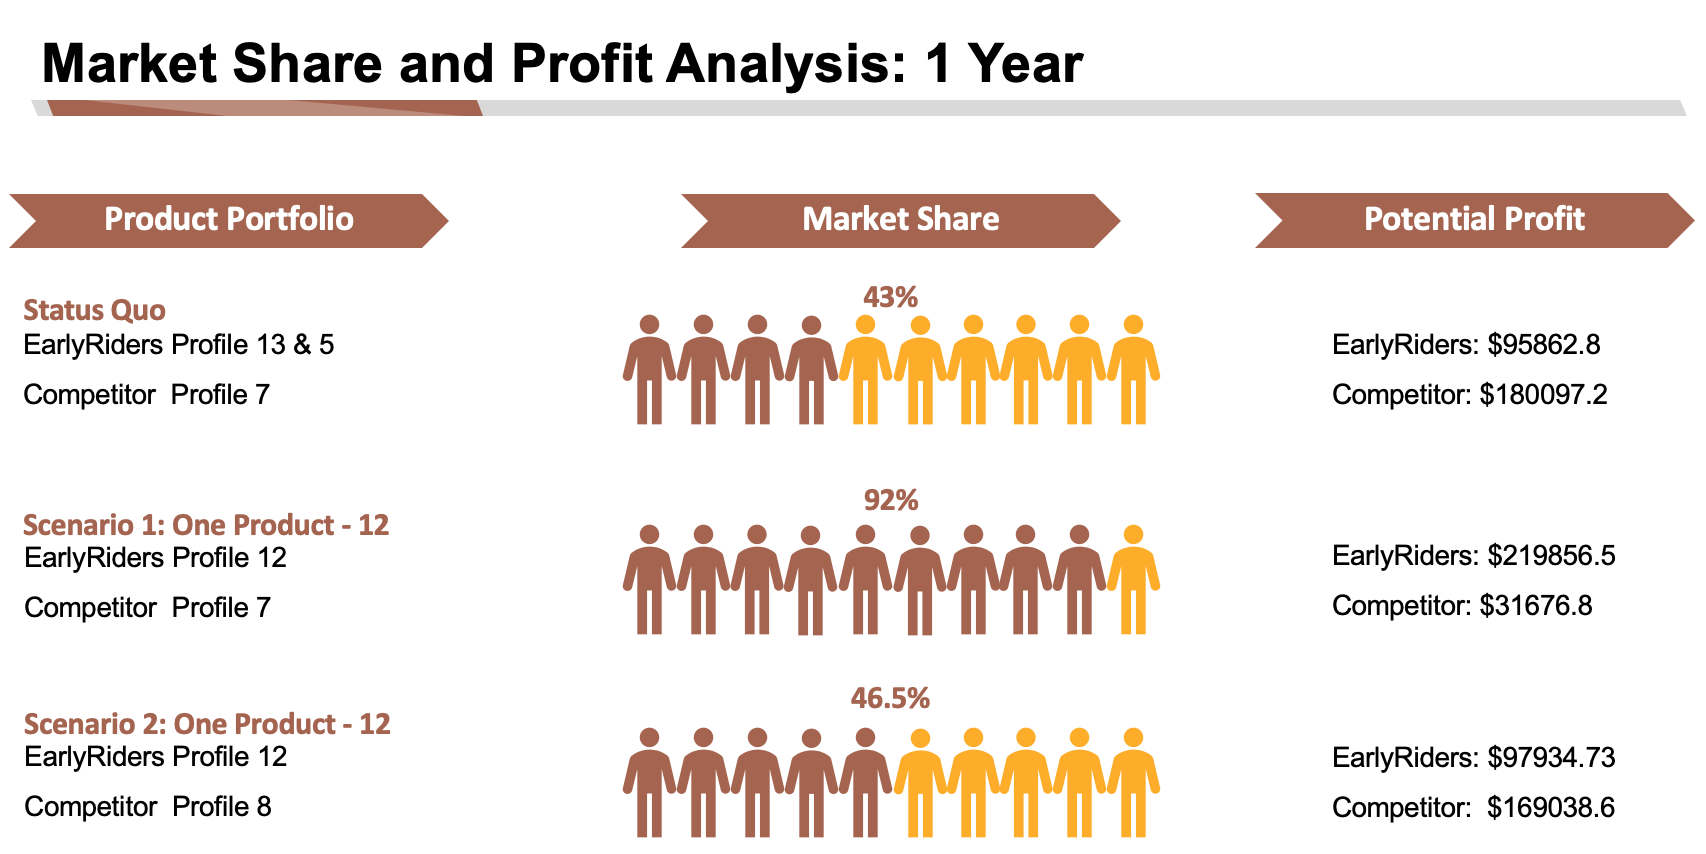 Market Share and Profit Analysis: 1 Year
Product Portfolio
Market Share
Potential Profit
Status Quo
EarlyRiders Profile 13 & 5
Competitor  Profile 7
43%
EarlyRiders: $95862.8
Competitor: $180097.2
Scenario 1: One Product - 12
EarlyRiders Profile 12
Competitor  Profile 7
92%
EarlyRiders: $219856.5
Competitor: $31676.8
Scenario 2: One Product - 12
EarlyRiders Profile 12
Competitor  Profile 8
46.5%
EarlyRiders: $97934.73
Competitor:  $169038.6